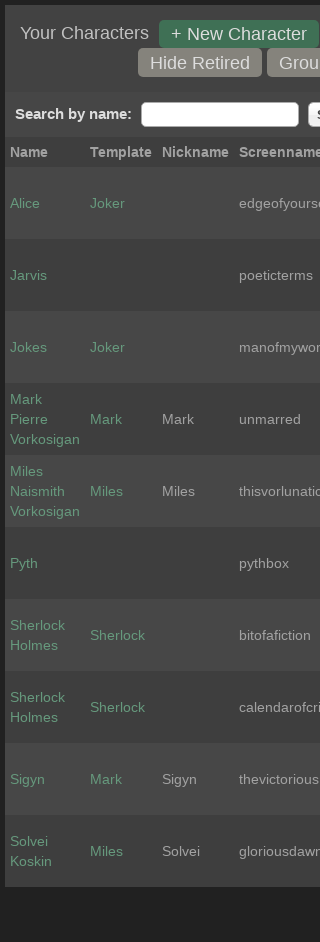 Your Characters + New Character
Hide Retired Grou
Search by name:
Name Template Nickname Screenname
Alice Joker edgeofyourse
Jarvis poeticterms
Jokes Joker manofmywor
Mark
Pierre Mark Mark unmarred
Vorkosigan
Miles
Naismith Miles Miles thisvorlunatic
Vorkosigan
Pyth pythbox
Sherlock
Holmes Sherlock bitofafiction
Sherlock
Holmes Sherlock calendarofcri
Sigyn Mark Sigyn thevictorious
Solvei
Koskin Miles Solvei gloriousdawn